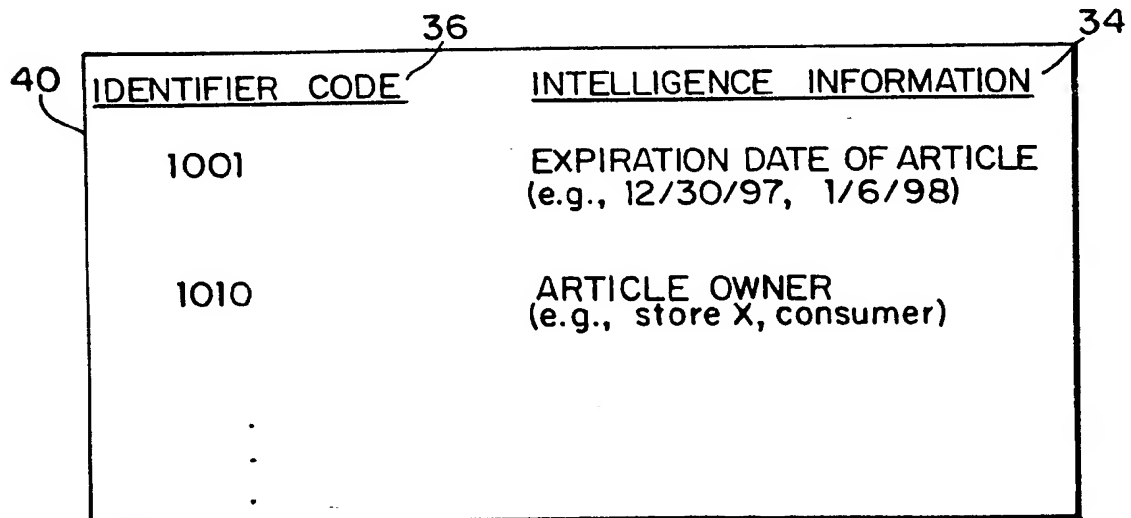 36
34
40
IDENTIFIER CODE INTELLIGENCE INFORMATION
1001 EXPIRATION DATE OF ARTICLE
(e.g., 12/30/97, 1/6/98)
1010 ARTICLE OWNER
(e.g., store X, consumer)
.
.
.